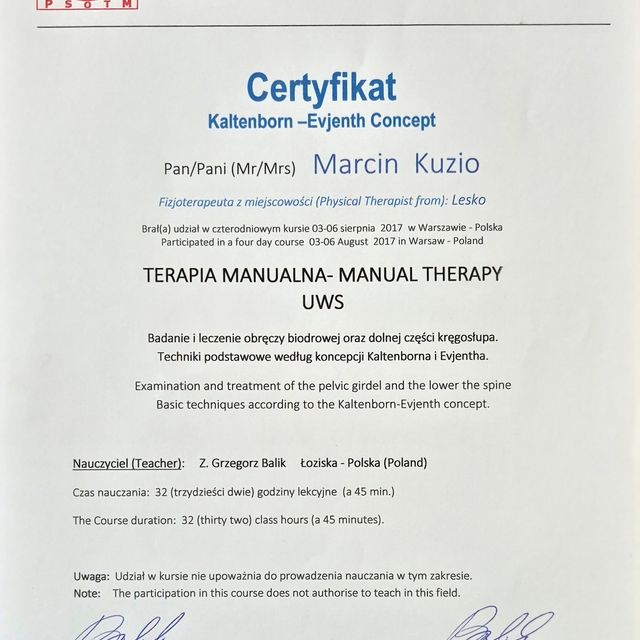 PSOTM
Certyfikat
Kaltenborn –Evjenth Concept
Pan/Pani (Mr/Mrs) Marcin Kuzio
Fizjoterapeuta z miejscowości (Physical Therapist from): Lesko
Brał(a) udział w czterodniowym kursie 03-06 sierpnia 2017 w Warszawie - Polska
Participated in a four day course 03-06 August 2017 in Warsaw - Poland
TERAPIA MANUALNA- MANUAL THERAPY
UWS
Badanie i leczenie obręczy biodrowej oraz dolnej części kręgosłupa.
Techniki podstawowe według koncepcji Kaltenborna i Evjentha.
Examination and treatment of the pelvic girdel and the lower the spine
Basic techniques according to the Kaltenborn-Evjenth concept.
Nauczyciel (Teacher): Z. Grzegorz Balik Łoziska - Polska (Poland)
Czas nauczania: 32 (trzydzieści dwie) godziny lekcyjne (a 45 min.)
The Course duration: 32 (thirty two) class hours (a 45 minutes).
Uwaga: Udział w kursie nie upoważnia do prowadzenia nauczania w tym zakresie.
Note: The participation in this course does not authorise to teach in this field.